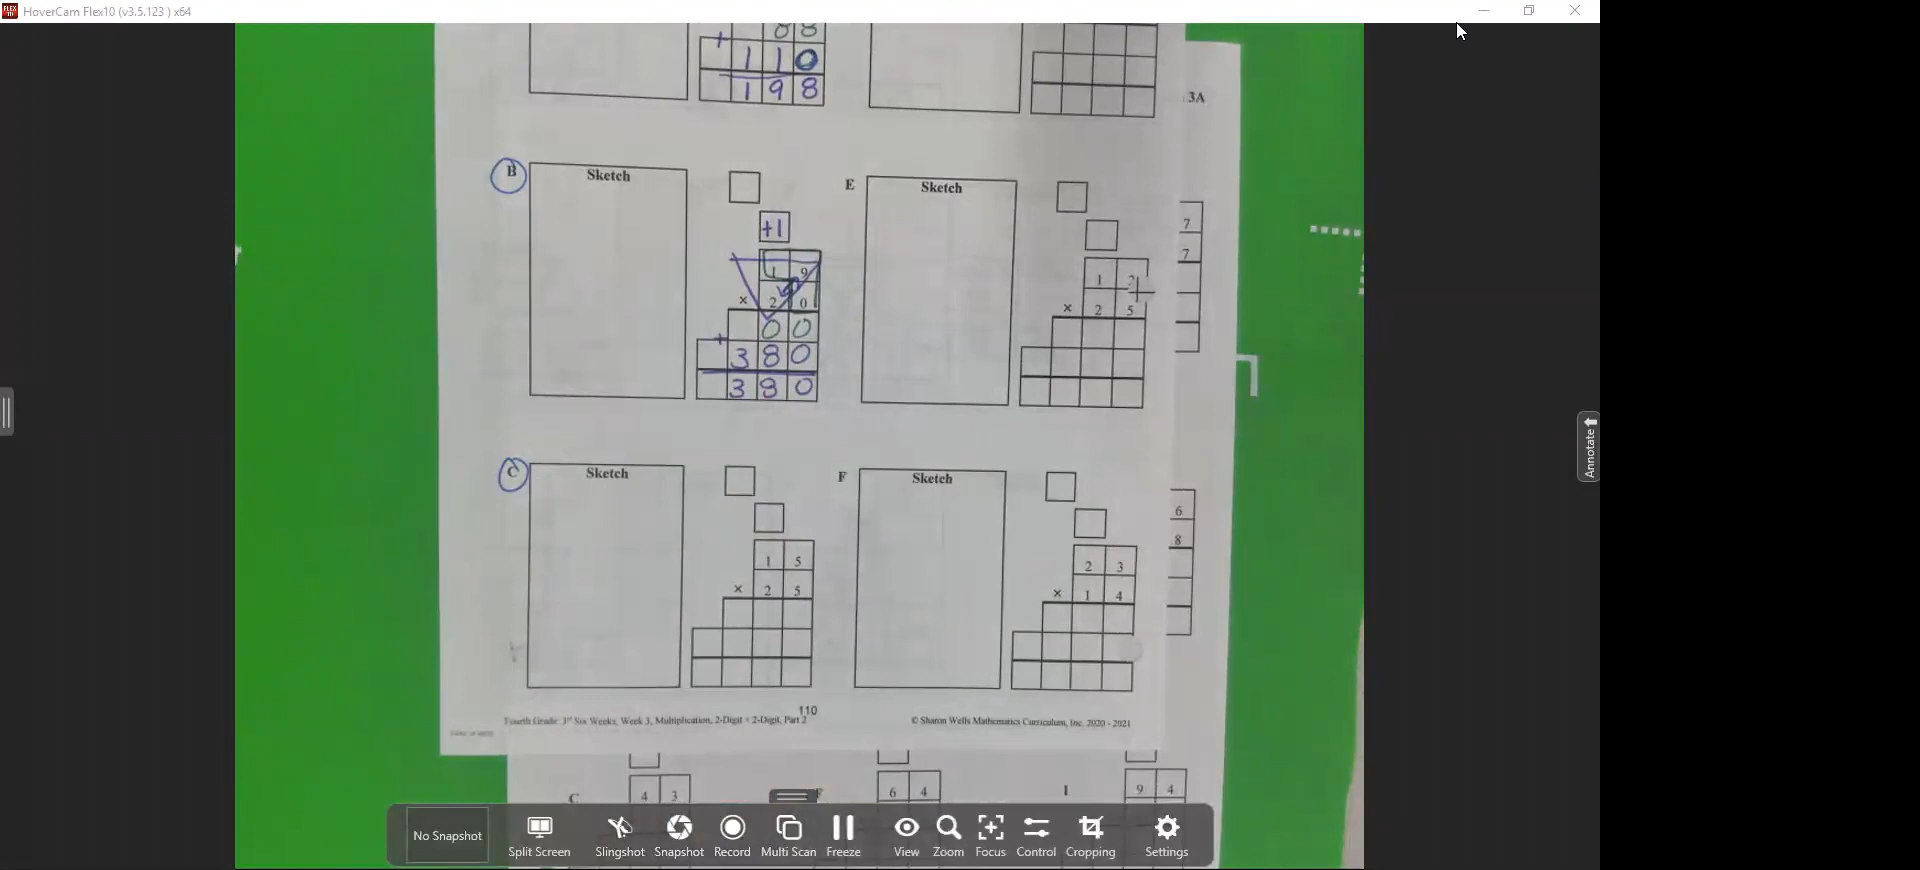 HoverCam Flex10 (v3.5.123 ) x64
8 8
+ 1 1 0
1 9 8
3A
B
Sketch
+1
1 9
× 2 0
0 0
+ 3 8 0
3 8 0
E
Sketch
1 2
× 2 5
7
7
C
Sketch
1 5
× 2 5
F
Sketch
2 3
× 1 4
6
8
110
Fourth Grade: 3rd Six Weeks, Week 3, Multiplication, 2-Digit × 2-Digit, Part 2
© Sharon Wells Mathematics Curriculum, Inc. 2020 - 2021
C
4 3
F
6 4
I
9 4
Annotate
No Snapshot
Split Screen
Slingshot
Snapshot
Record
Multi Scan
Freeze
View
Zoom
Focus
Control
Cropping
Settings